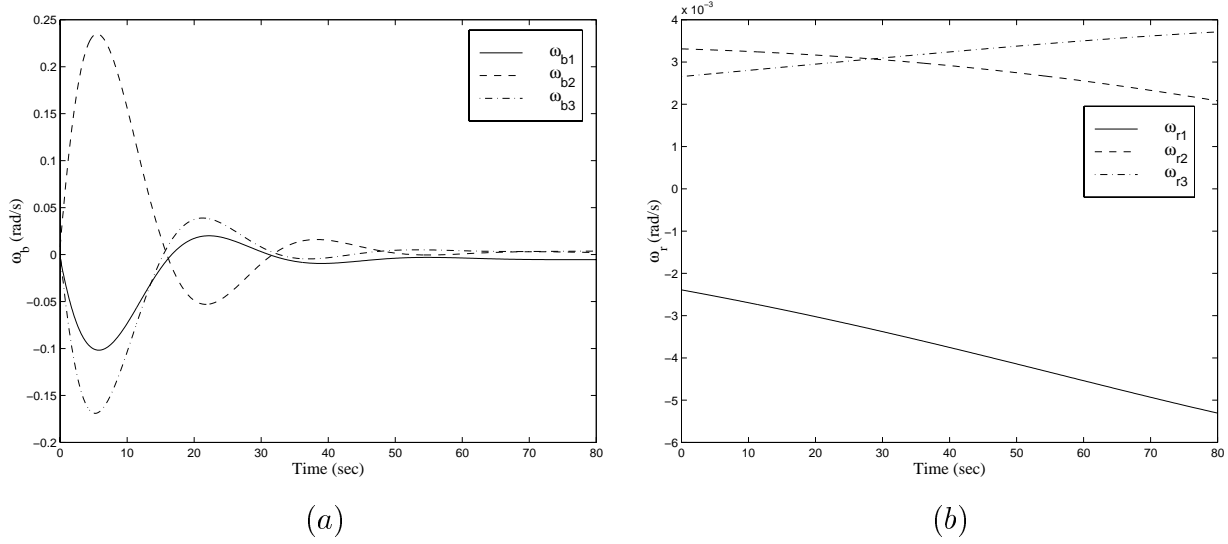 0.25
0.2
0.15
0.1
0.05
0
−0.05
−0.1
−0.15
−0.2
0 10 20 30 40 50 60 70 80
Time (sec)
ω_b (rad/s)
ω_b1
ω_b2
ω_b3
(a)
x 10^−3
4
3
2
1
0
−1
−2
−3
−4
−5
−6
0 10 20 30 40 50 60 70 80
Time (sec)
ω_r (rad/s)
ω_r1
ω_r2
ω_r3
(b)